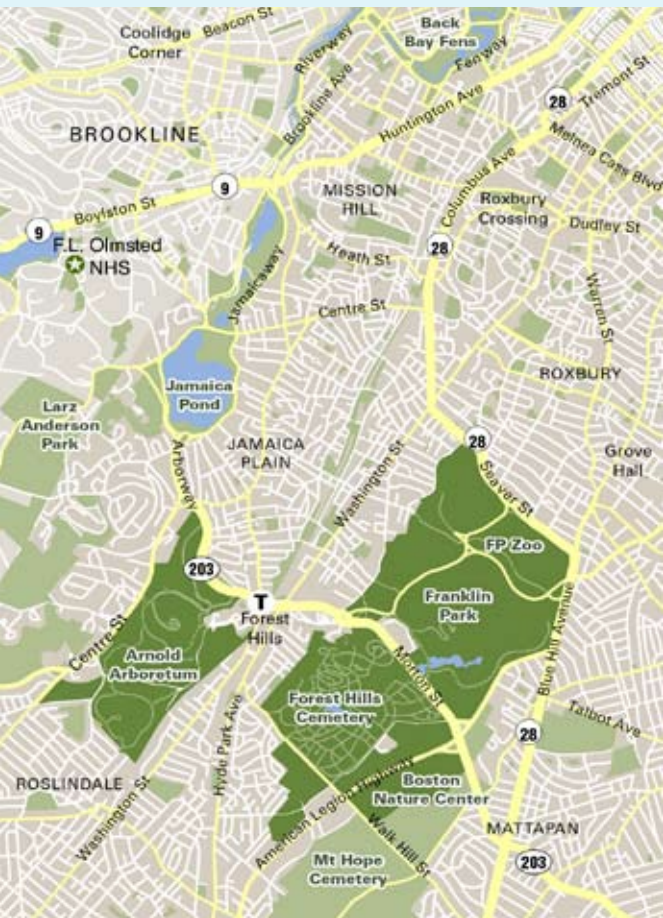 Coolidge
Corner
Beacon St
Riverway
Back
Bay Fens
Fenway
Brookline Ave
Huntington Ave
28
Tremont St
BROOKLINE
Melnea Cass Blvd
9
MISSION
HILL
Columbus Ave
Roxbury
Crossing
Boylston St
Dudley St
9
F.L. Olmsted
NHS
Heath St
28
Jamaicaway
Warren St
Centre St
Jamaica
Pond
ROXBURY
Larz
Anderson
Park
Arborway
JAMAICA
PLAIN
Washington St
28
Grove
Hall
Seaver St
FP Zoo
203
T
Forest
Hills
Franklin
Park
Centre St
Arnold
Arboretum
Morton St
Blue Hill Avenue
Forest Hills
Cemetery
Hyde Park Ave
Talbot Ave
28
ROSLINDALE
Washington St
American Legion Highway
Boston
Nature Center
Walk Hill St
MATTAPAN
Mt Hope
Cemetery
203